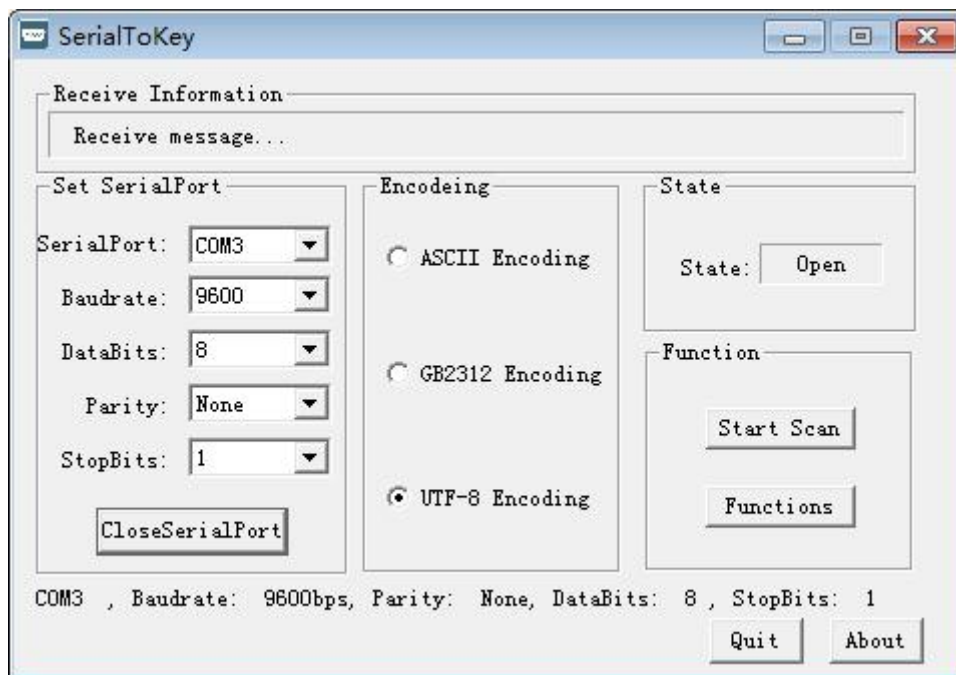 SerialToKey
Receive Information
Receive message...
Set SerialPort
SerialPort: COM3
Baudrate: 9600
DataBits: 8
Parity: None
StopBits: 1
CloseSerialPort
Encodeing
ASCII Encoding
GB2312 Encoding
UTF-8 Encoding
State
State: Open
Function
Start Scan
Functions
COM3 , Baudrate: 9600bps, Parity: None, DataBits: 8 , StopBits: 1
Quit
About